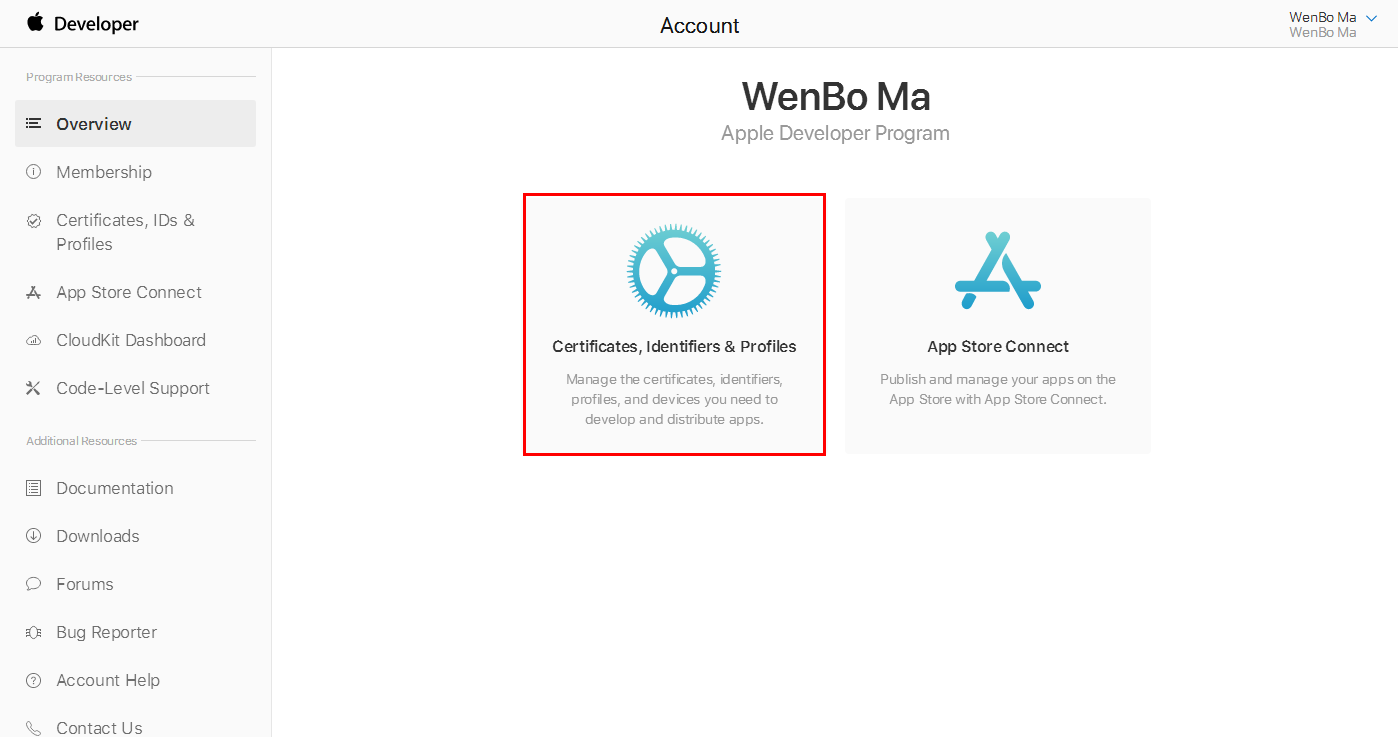 Developer
Account
WenBo Ma
WenBo Ma
Program Resources
Overview
Membership
Certificates, IDs &
Profiles
App Store Connect
CloudKit Dashboard
Code-Level Support
Additional Resources
Documentation
Downloads
Forums
Bug Reporter
Account Help
Contact Us
WenBo Ma
Apple Developer Program
Certificates, Identifiers & Profiles
Manage the certificates, identifiers,
profiles, and devices you need to
develop and distribute apps.
App Store Connect
Publish and manage your apps on the
App Store with App Store Connect.